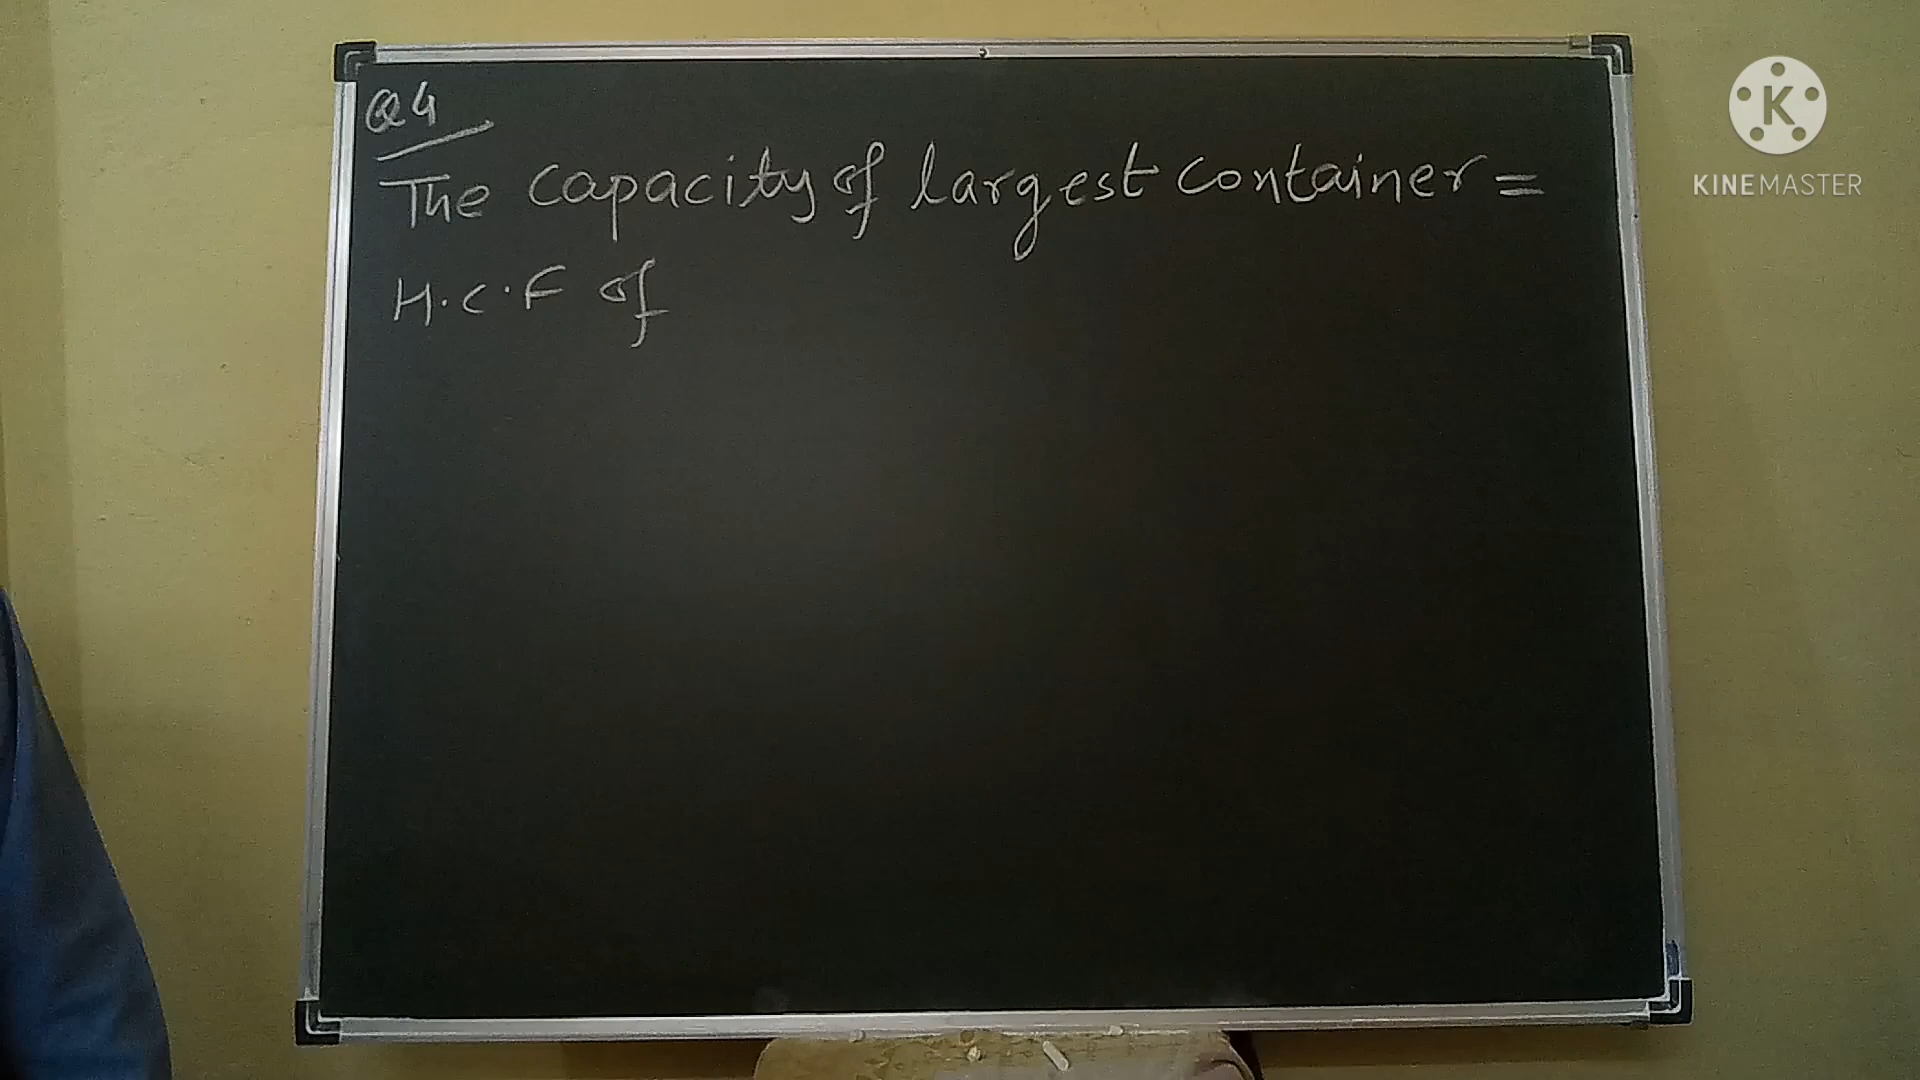 Q4
The capacity of largest container =
H.C.F of
K
KINEMASTER